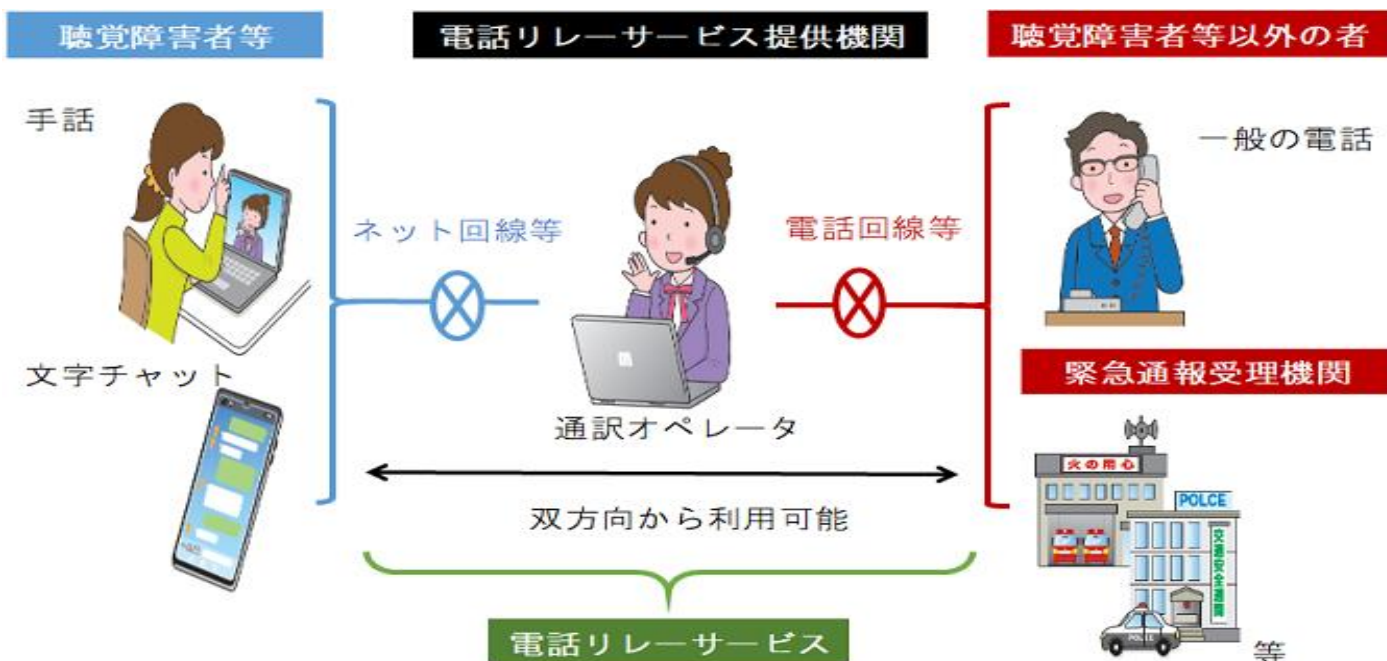 聴覚障害者等
電話リレーサービス提供機関
聴覚障害者等以外の者
手話
一般の電話
ネット回線等
電話回線等
文字チャット
緊急通報受理機関
通訳オペレータ
火の用心
POLCE
双方向から利用可能
交通安全週間
POLICE
電話リレーサービス
等